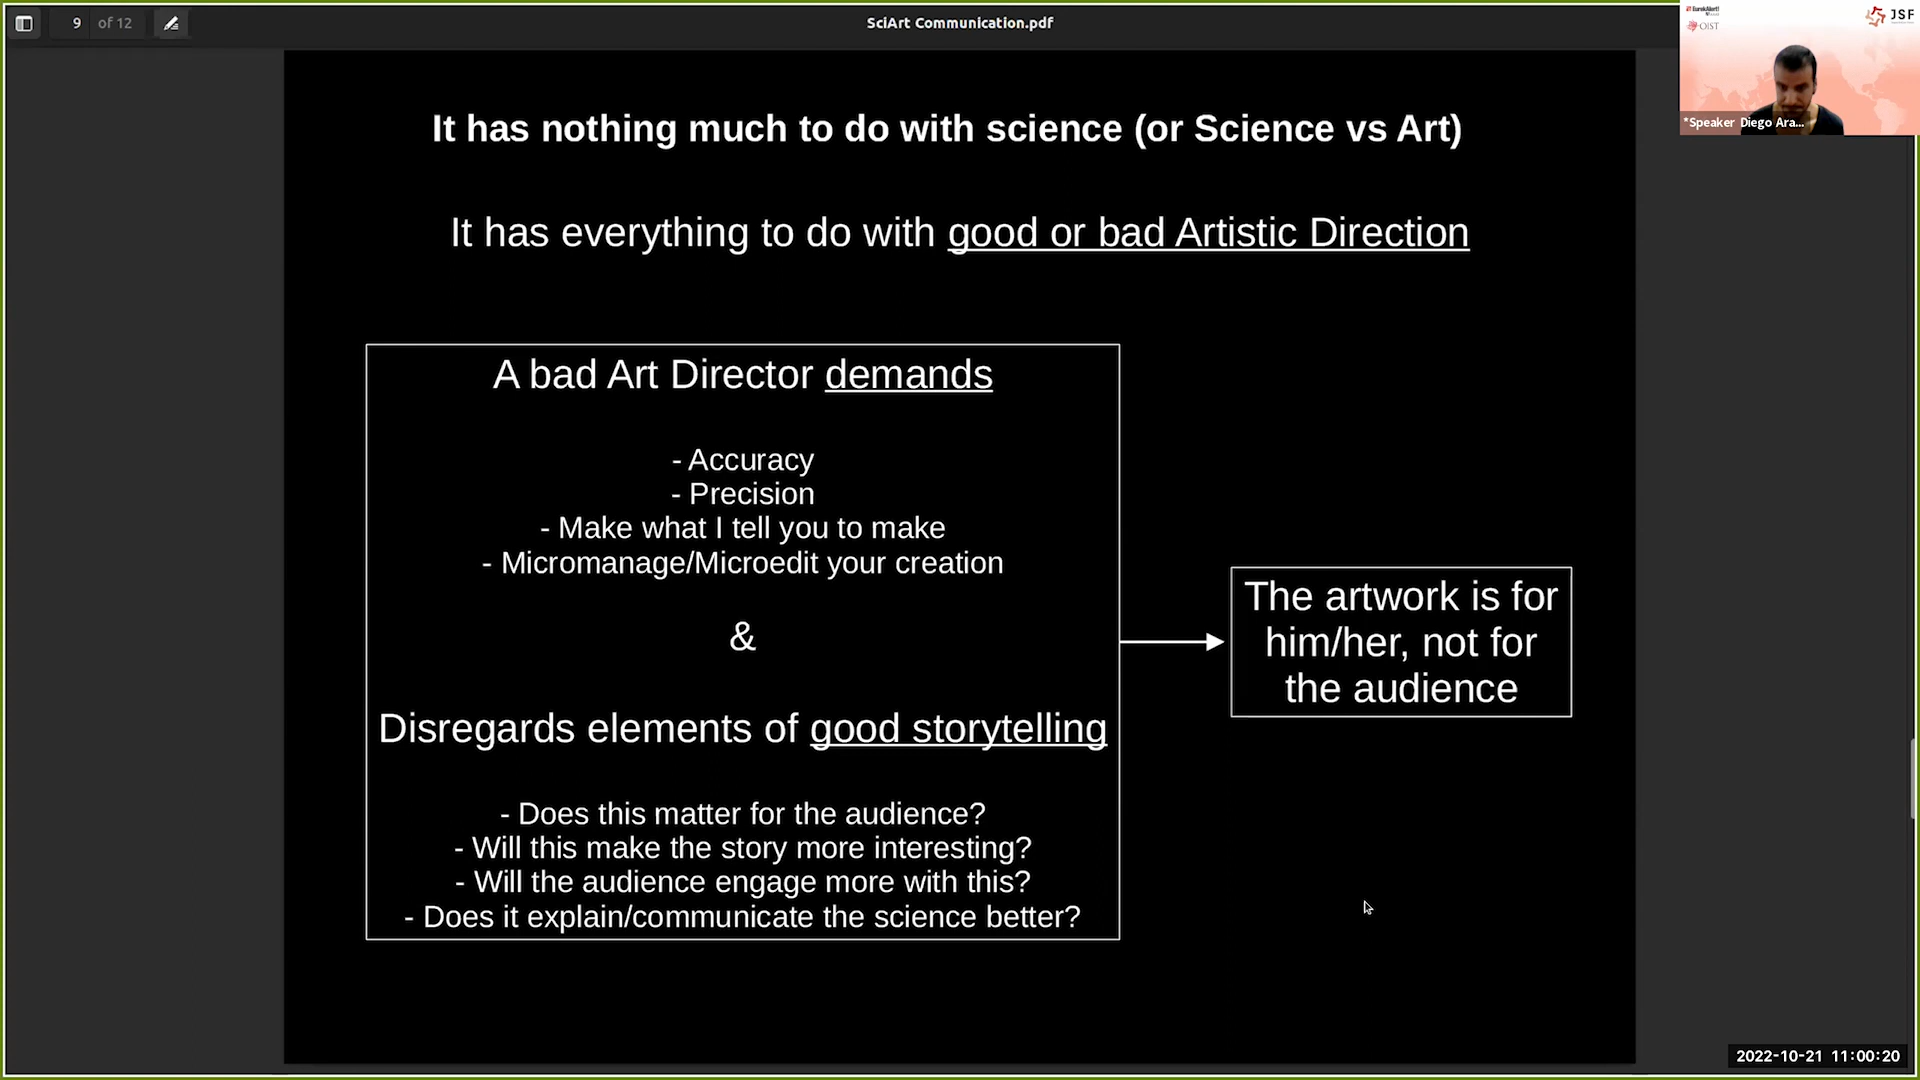 9 of 12
SciArt Communication.pdf
EurekAlert!
OIST
JSF
*Speaker Diego Ara...
It has nothing much to do with science (or Science vs Art)
It has everything to do with good or bad Artistic Direction
A bad Art Director demands
- Accuracy
- Precision
- Make what I tell you to make
- Micromanage/Microedit your creation
&
Disregards elements of good storytelling
- Does this matter for the audience?
- Will this make the story more interesting?
- Will the audience engage more with this?
- Does it explain/communicate the science better?
The artwork is for
him/her, not for
the audience
2022-10-21 11:00:20